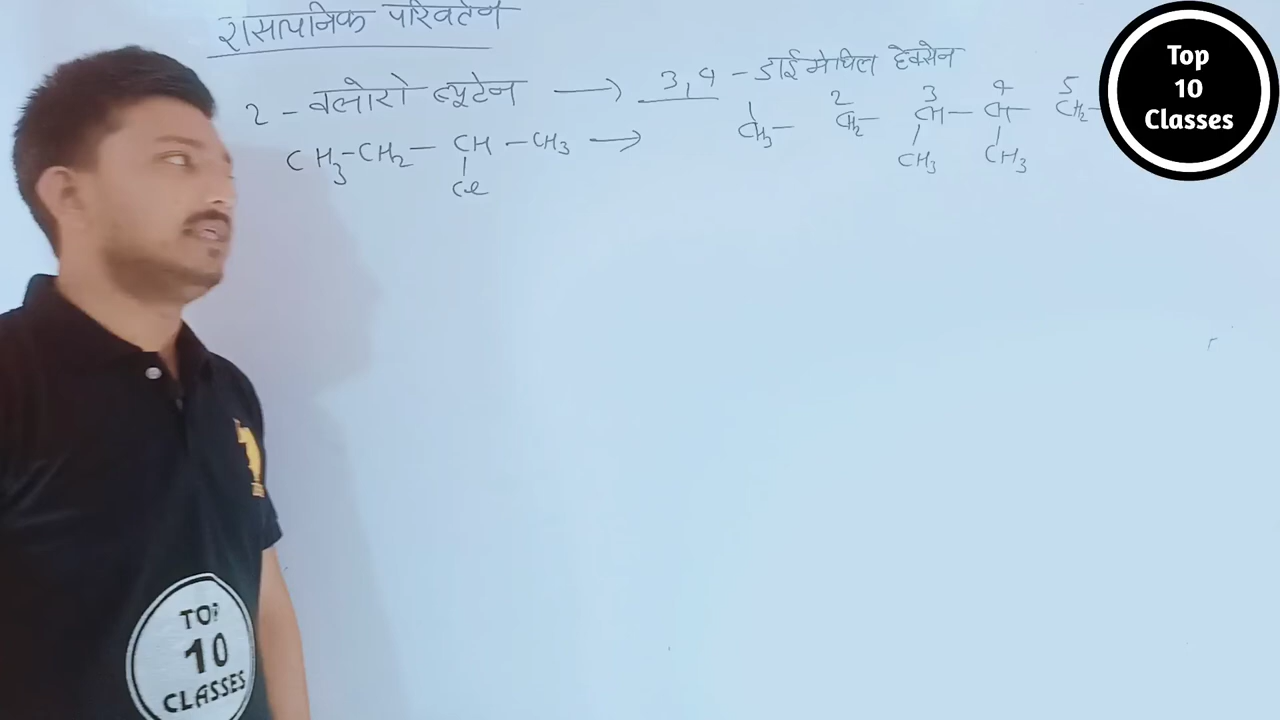 रासायनिक परिवर्तन
2 - क्लोरो ब्यूटेन → 3,4 - डाई मेथिल हेक्सेन
CH3-CH2 - CH - CH3 →
Cl
1 2 3 4 5
CH3 - CH2 - CH - CH - CH2 -
CH3 CH3
Top
10
Classes
TOP
10
CLASSES